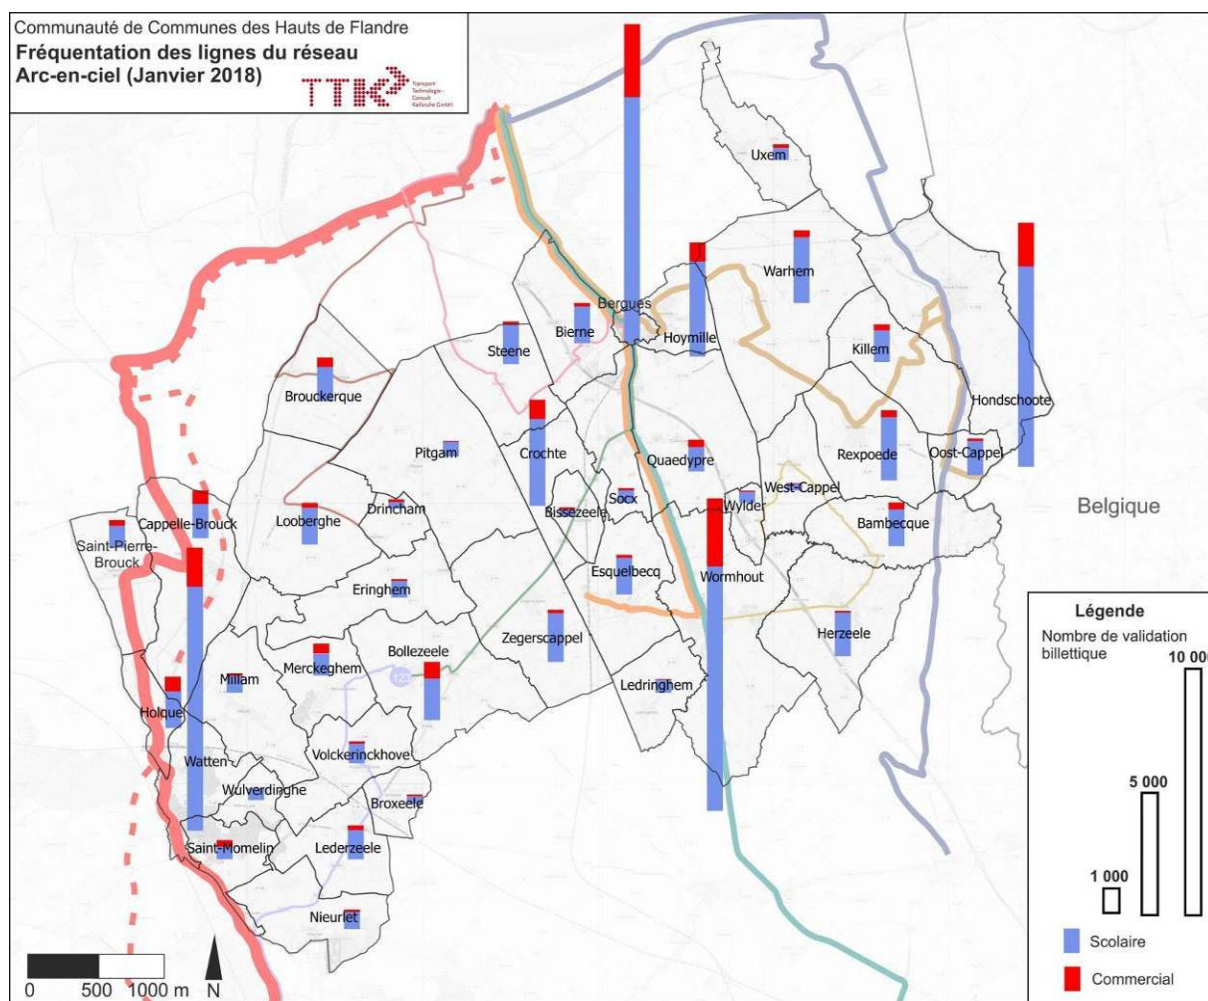 Communauté de Communes des Hauts de Flandre
Fréquentation des lignes du réseau
Arc-en-ciel (Janvier 2018)
TTK
Transport
Technologie-
Consult
Karlsruhe GmbH
Uxem
Warhem
Bergues
Bierne
Hoymille
Steene
Killem
Brouckerque
Hondschoote
Pitgam
Crochte
Quaedypre
Rexpoede
Oost-Cappel
West-Cappel
Socx
Wylder
Drincham
Bissezeele
Looberghe
Cappelle-Brouck
Bambecque
Belgique
Saint-Pierre-
Brouck
Esquelbecq
Wormhout
Eringhem
Zegerscappel
Herzeele
Bollezeele
Merckeghem
123
Millam
Ledringhem
Holque
Volckerinckhove
Watten
Wulverdinghe
Broxeele
Saint-Momelin
Lederzeele
Nieurlet
0 500 1000 m
N
Légende
Nombre de validation
billettique
10 000
5 000
1 000
Scolaire
Commercial